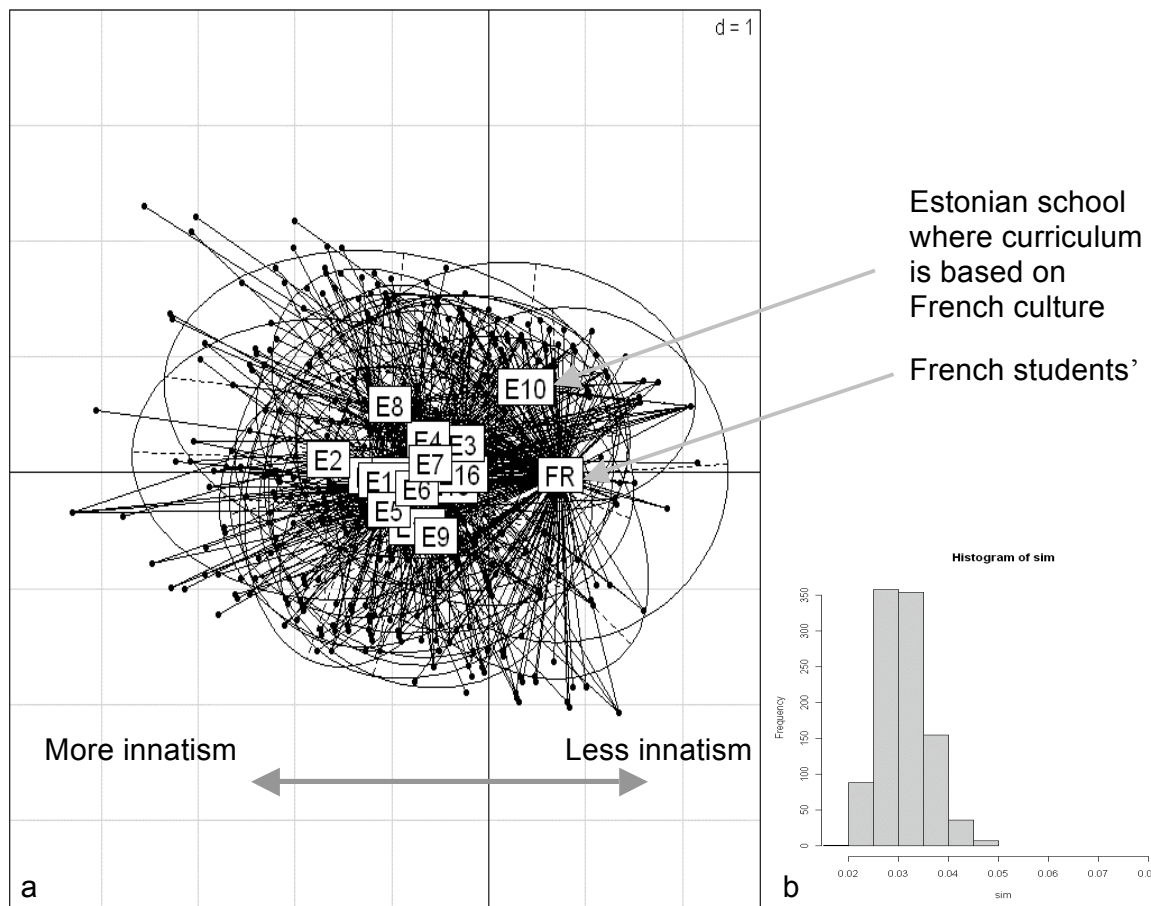 d = 1
Estonian school
where curriculum
is based on
French culture
French students’
E10
E8
E4
E3
E2
E7
16
E1
FR
E6
E5
E
E9
More innatism
Less innatism
a
Histogram of sim
Frequency
350
300
250
200
150
100
50
0
0.02
0.03
0.04
0.05
0.06
0.07
sim
b